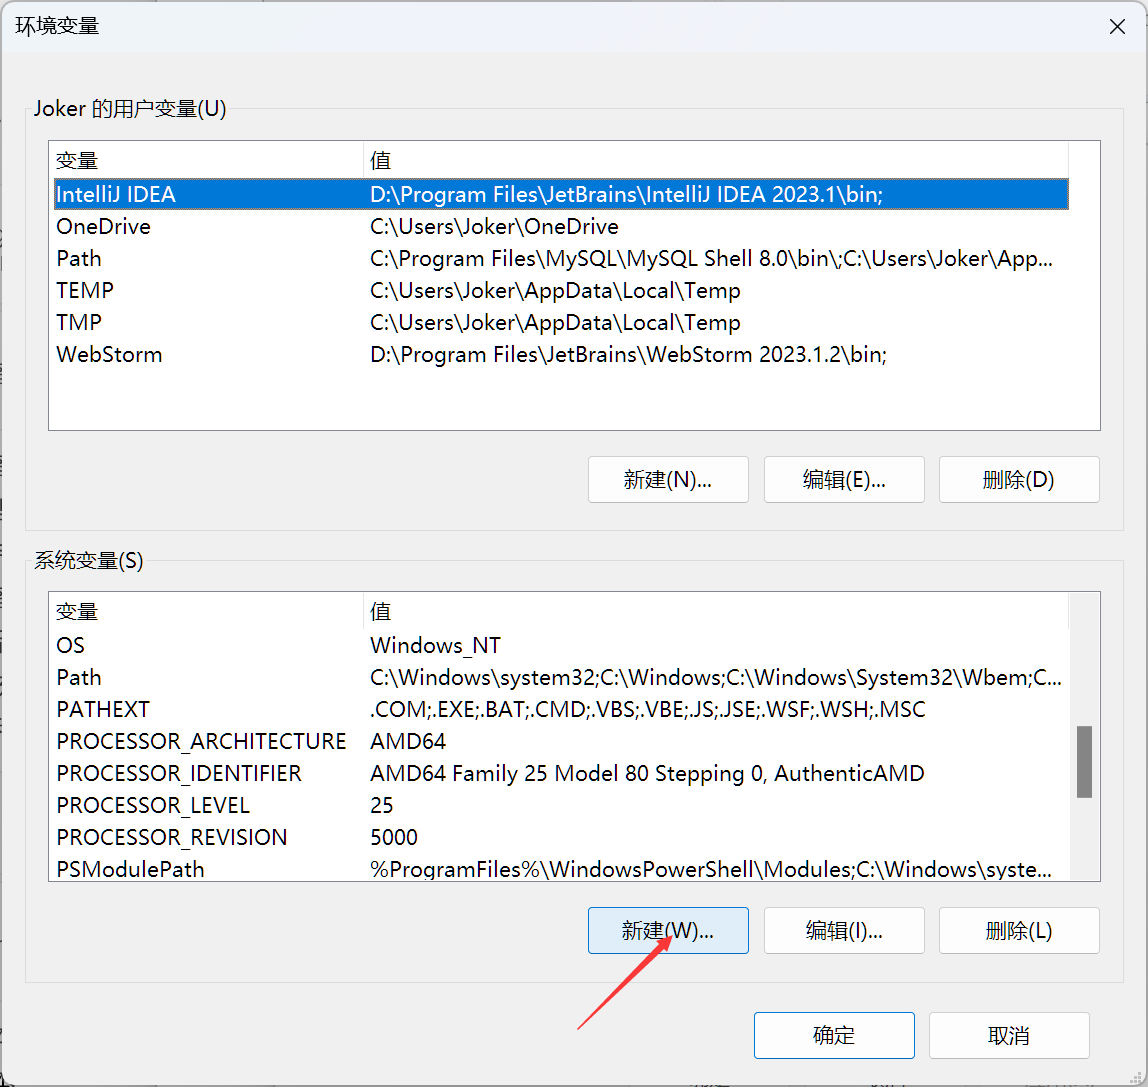 环境变量
Joker 的用户变量(U)
变量 值
IntelliJ IDEA D:\Program Files\JetBrains\IntelliJ IDEA 2023.1\bin;
OneDrive C:\Users\Joker\OneDrive
Path C:\Program Files\MySQL\MySQL Shell 8.0\bin\;C:\Users\Joker\App...
TEMP C:\Users\Joker\AppData\Local\Temp
TMP C:\Users\Joker\AppData\Local\Temp
WebStorm D:\Program Files\JetBrains\WebStorm 2023.1.2\bin;
新建(N)... 编辑(E)... 删除(D)
系统变量(S)
变量 值
OS Windows_NT
Path C:\Windows\system32;C:\Windows;C:\Windows\System32\Wbem;C...
PATHEXT .COM;.EXE;.BAT;.CMD;.VBS;.VBE;.JS;.JSE;.WSF;.WSH;.MSC
PROCESSOR_ARCHITECTURE AMD64
PROCESSOR_IDENTIFIER AMD64 Family 25 Model 80 Stepping 0, AuthenticAMD
PROCESSOR_LEVEL 25
PROCESSOR_REVISION 5000
PSModulePath %ProgramFiles%\WindowsPowerShell\Modules;C:\Windows\syste...
新建(W)... 编辑(I)... 删除(L)
确定 取消